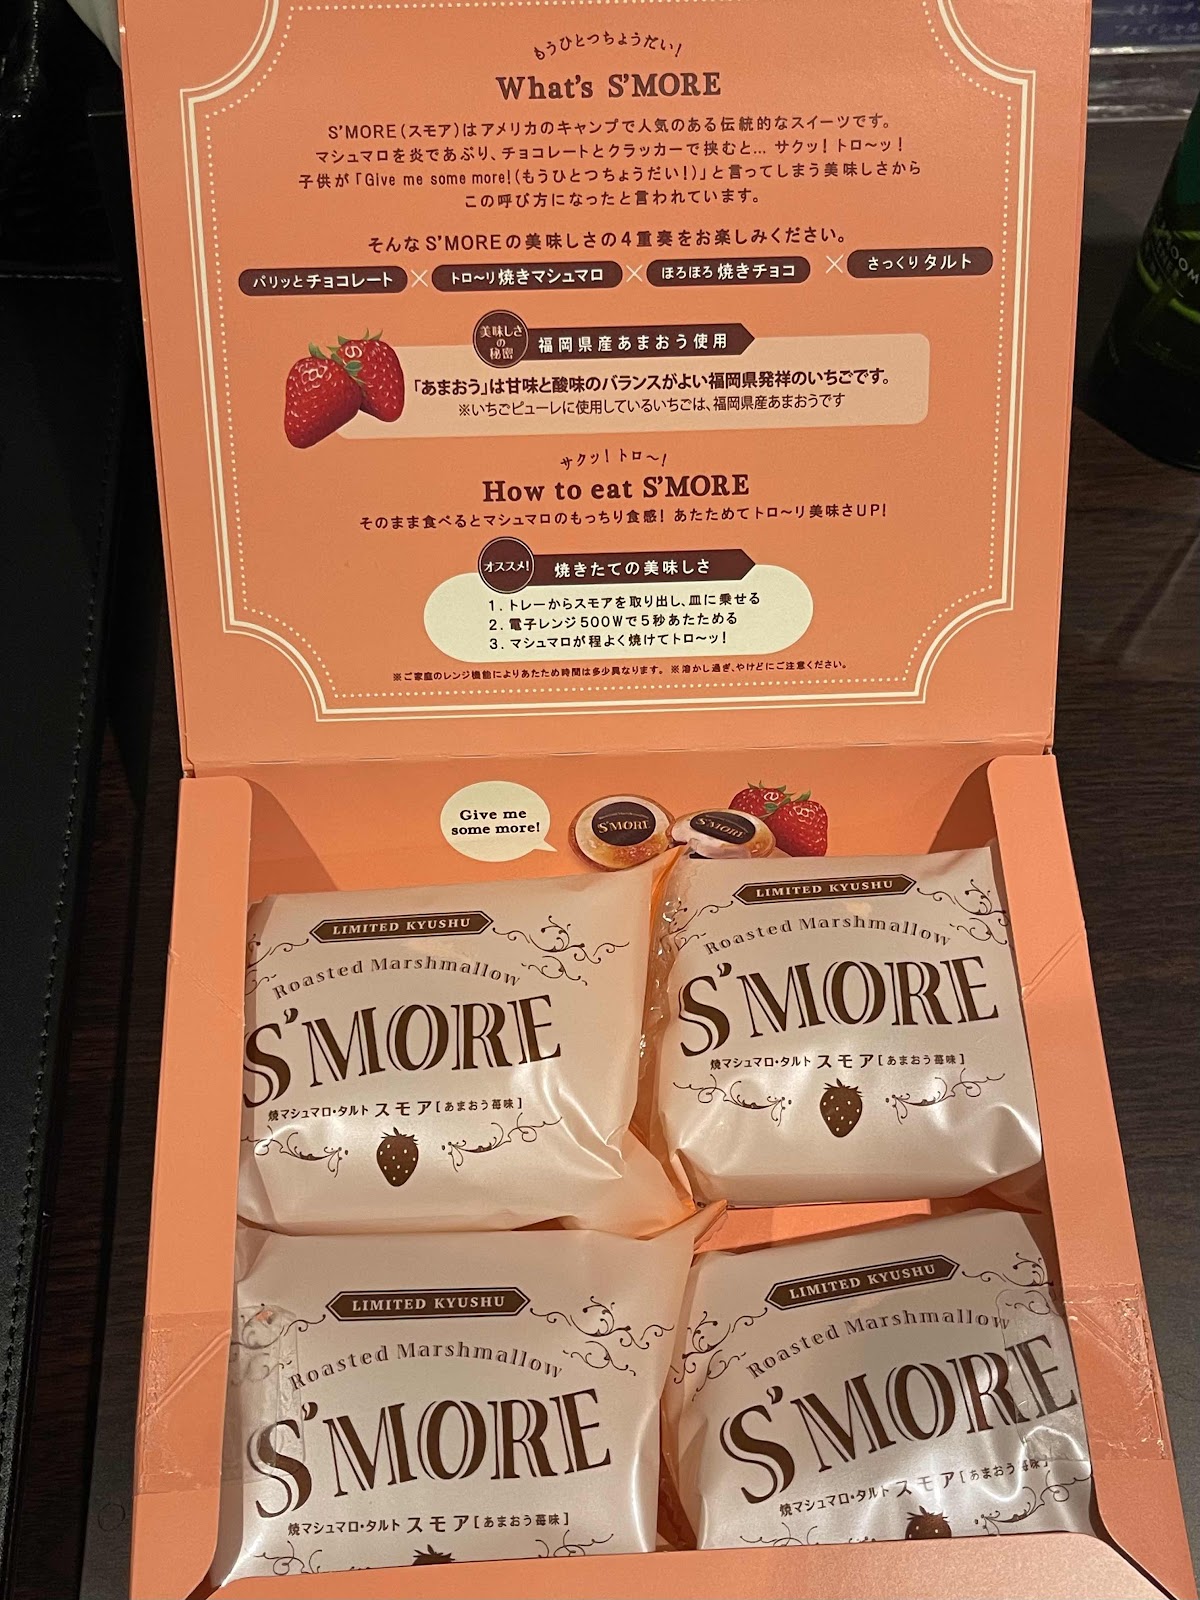 ストレッチ
フェイシャル
もうひとつちょうだい!
What's S'MORE
S'MORE(スモア)はアメリカのキャンプで人気のある伝統的なスイーツです。
マシュマロを炎であぶり、チョコレートとクラッカーで挟むと… サクッ! トロ〜ッ!
子供が「Give me some more!(もうひとつちょうだい!)」と言ってしまう美味しさから
この呼び方になったと言われています。
そんなS'MOREの美味しさの4重奏をお楽しみください。
パリッとチョコレート×トロ〜リ焼きマシュマロ×ほろほろ焼きチョコ×さっくりタルト
美味しさ
の
秘密
福岡県産あまおう使用
「あまおう」は甘味と酸味のバランスがよい福岡県発祥のいちごです。
※いちごピューレに使用しているいちごは、福岡県産あまおうです
サクッ! トロ〜!
How to eat S'MORE
そのまま食べるとマシュマロのもっちり食感! あたためてトロ〜リ美味さUP!
オススメ!
焼きたての美味しさ
1. トレーからスモアを取り出し、皿に乗せる
2. 電子レンジ500Wで5秒あたためる
3. マシュマロが程よく焼けてトロ〜ッ!
※ご家庭のレンジ機能によりあたため時間は多少異なります。 ※溶かし過ぎ、やけどにご注意ください。
Give me
some more!
S'MORE
S'MORE
LIMITED KYUSHU
Roasted Marshmallow
S'MORE
焼マシュマロ・タルト スモア[あまおう苺味]
LIMITED KYUSHU
Roasted Marshmallow
S'MORE
焼マシュマロ・タルト スモア[あまおう苺味]
LIMITED KYUSHU
Roasted Marshmallow
S'MORE
焼マシュマロ・タルト スモア[あまおう苺味]
LIMITED KYUSHU
Roasted Marshmallow
S'MORE
焼マシュマロ・タルト スモア[あまおう苺味]